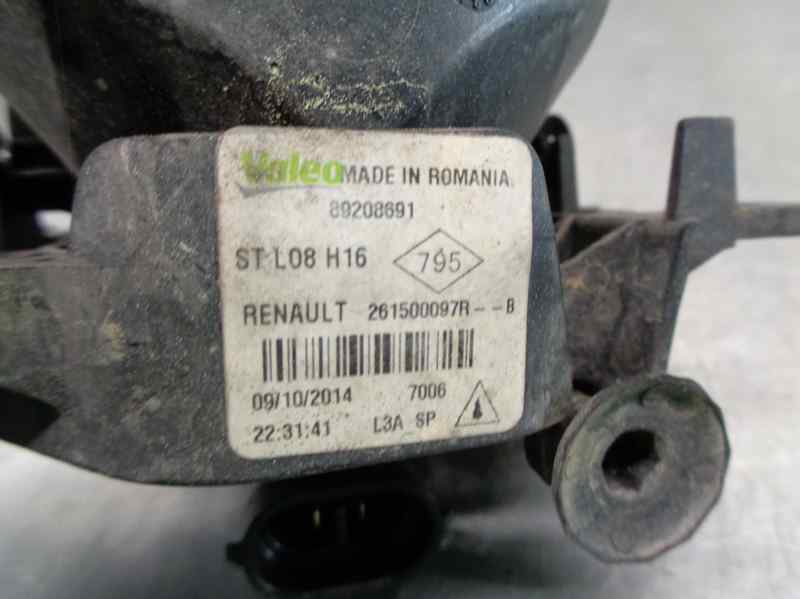 Valeo MADE IN ROMANIA
89208691
ST L08 H16 795
RENAULT 261500097R--B
09/10/2014 7006
22:31:41 L3A SP